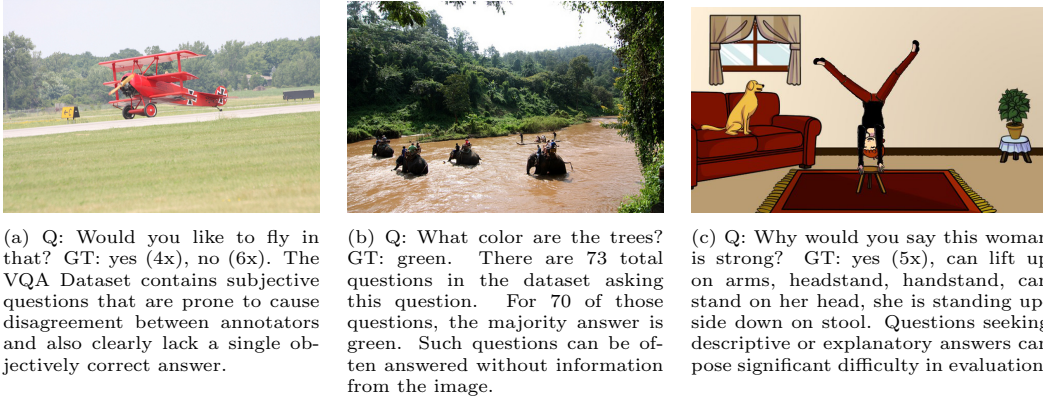 (a) Q: Would you like to fly in
that? GT: yes (4x), no (6x). The
VQA Dataset contains subjective
questions that are prone to cause
disagreement between annotators
and also clearly lack a single ob-
jectively correct answer.
(b) Q: What color are the trees?
GT: green. There are 73 total
questions in the dataset asking
this question. For 70 of those
questions, the majority answer is
green. Such questions can be of-
ten answered without information
from the image.
(c) Q: Why would you say this woman
is strong? GT: yes (5x), can lift up
on arms, headstand, handstand, can
stand on her head, she is standing up
side down on stool. Questions seeking
descriptive or explanatory answers can
pose significant difficulty in evaluation